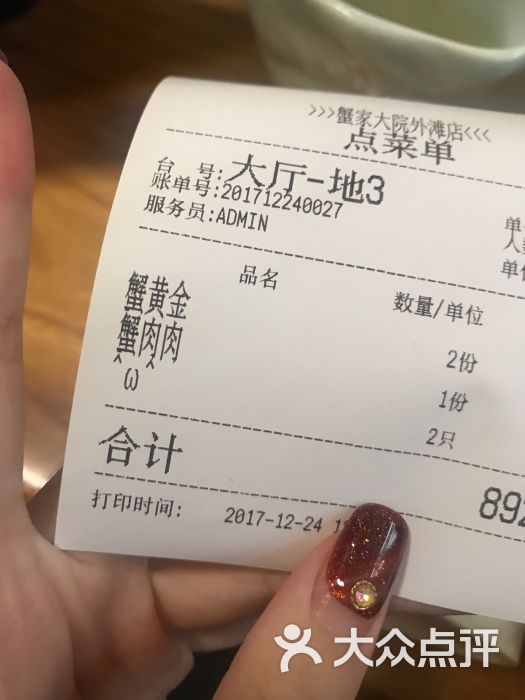 >>>蟹家大院外滩店<<<
点菜单
台 号:大厅-地3
账单号:201712240027
服务员:ADMIN
单
人
单位
品名 数量/单位
蟹黄金 2份
蟹肉肉 1份
^ω^ 2只
合计 892
打印时间: 2017-12-24 1
大众点评